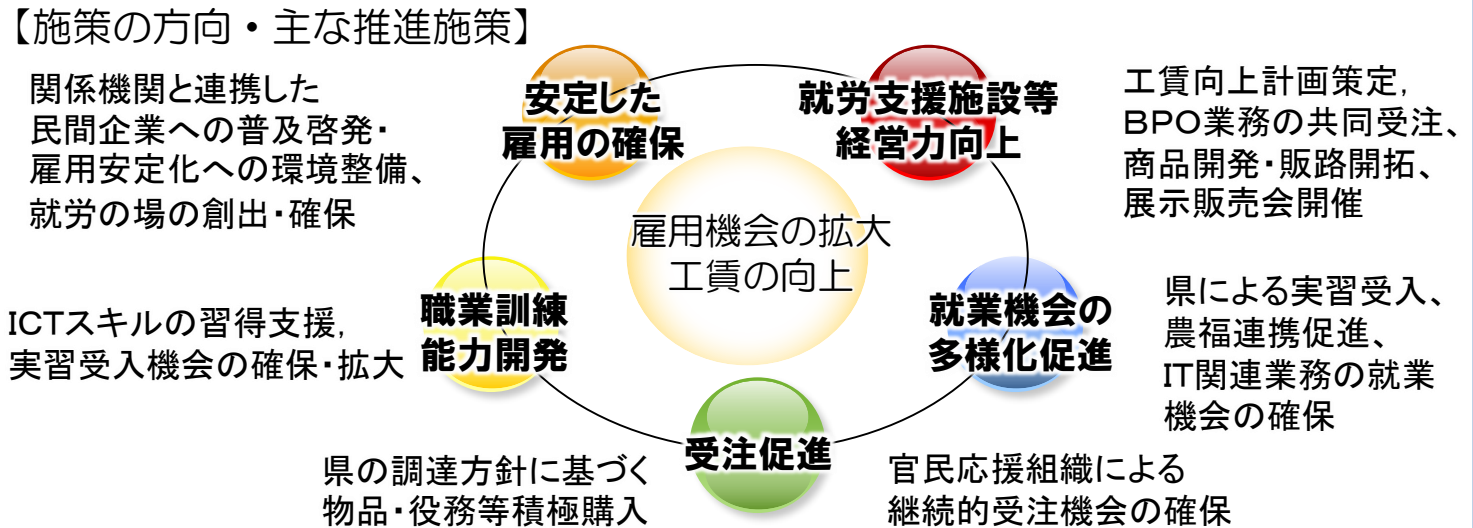 【施策の方向・主な推進施策】
関係機関と連携した
民間企業への普及啓発・
雇用安定化への環境整備、
就労の場の創出・確保
安定した
雇用の確保
就労支援施設等
経営力向上
工賃向上計画策定,
BPO業務の共同受注、
商品開発・販路開拓、
展示販売会開催
雇用機会の拡大
工賃の向上
ICTスキルの習得支援,
実習受入機会の確保・拡大
職業訓練
能力開発
就業機会の
多様化促進
県による実習受入、
農福連携促進、
IT関連業務の就業
機会の確保
受注促進
県の調達方針に基づく
物品・役務等積極購入
官民応援組織による
継続的受注機会の確保